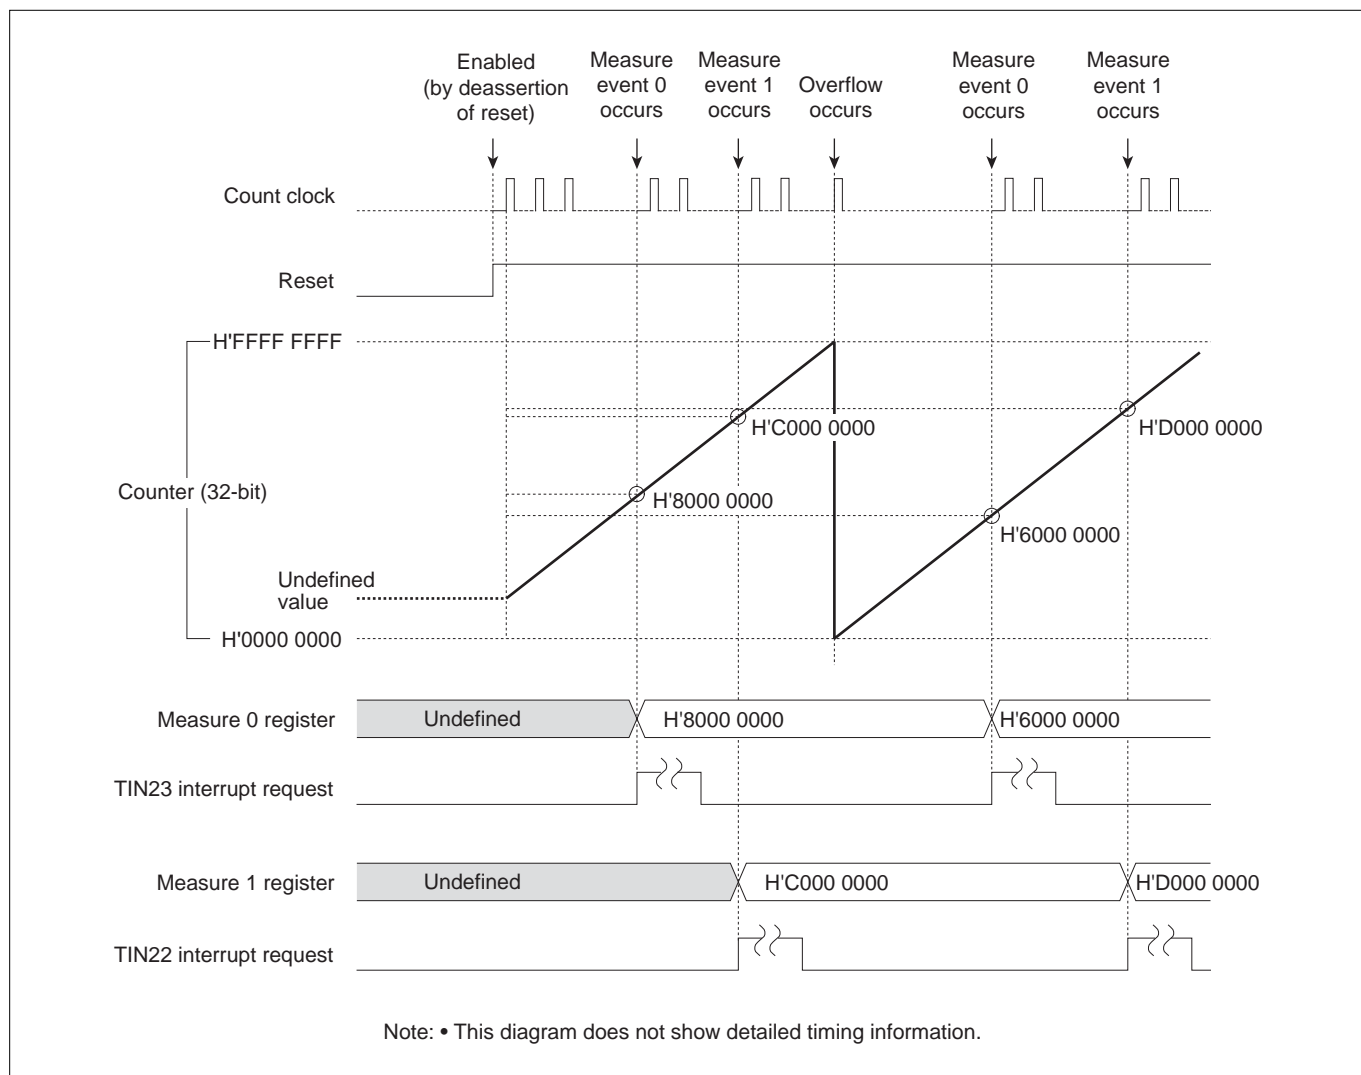 Enabled
(by deassertion
of reset)
Measure
event 0
occurs
Measure
event 1
occurs
Overflow
occurs
Measure
event 0
occurs
Measure
event 1
occurs
Count clock
Reset
H'FFFF FFFF
H'C000 0000
H'D000 0000
Counter (32-bit)
H'8000 0000
H'6000 0000
Undefined
value
H'0000 0000
Measure 0 register
Undefined
H'8000 0000
H'6000 0000
TIN23 interrupt request
Measure 1 register
Undefined
H'C000 0000
H'D000 0000
TIN22 interrupt request
Note: • This diagram does not show detailed timing information.